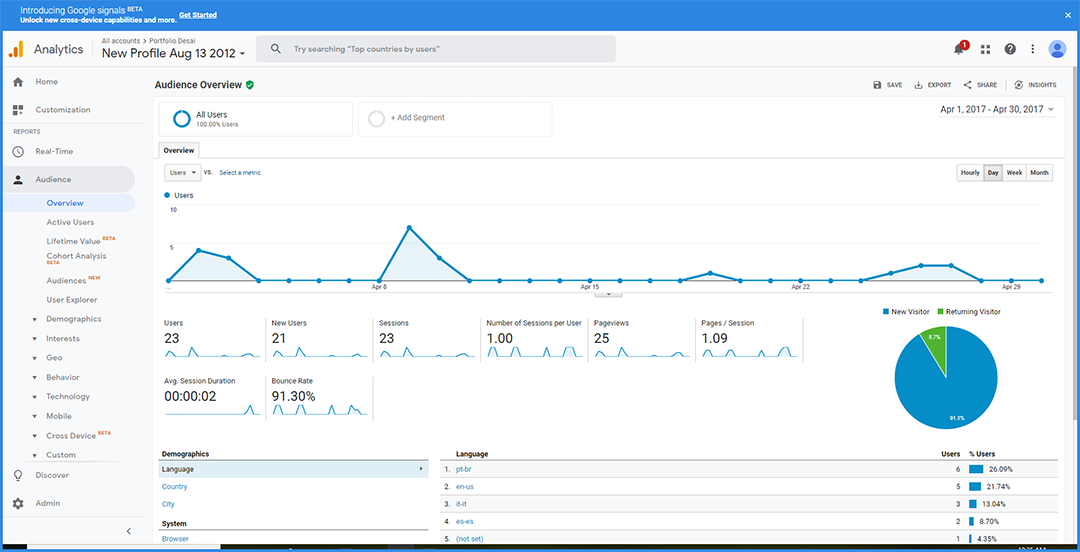 Introducing Google signals BETA
Unlock new cross-device capabilities and more. Get Started
Analytics
All accounts > Portfolio Desai
New Profile Aug 13 2012
Try searching "Top countries by users"
1
Home
Customization
REPORTS
Real-Time
Audience
Overview
Active Users
Lifetime Value BETA
Cohort Analysis
BETA
Audiences NEW
User Explorer
Demographics
Interests
Geo
Behavior
Technology
Mobile
Cross Device BETA
Custom
Discover
Admin
Audience Overview
SAVE EXPORT SHARE INSIGHTS
All Users
100.00% Users
+ Add Segment
Apr 1, 2017 - Apr 30, 2017
Overview
Users VS. Select a metric
Hourly Day Week Month
Users
10
5
... Apr 8 Apr 15 Apr 22 Apr 29
New Visitor Returning Visitor
8.7%
91.3%
Users
23
New Users
21
Sessions
23
Number of Sessions per User
1.00
Pageviews
25
Pages / Session
1.09
Avg. Session Duration
00:00:02
Bounce Rate
91.30%
Demographics
Language
Country
City
System
Browser
Language Users % Users
1. pt-br 6 26.09%
2. en-us 5 21.74%
3. it-it 3 13.04%
4. es-es 2 8.70%
5. (not set) 1 4.35%